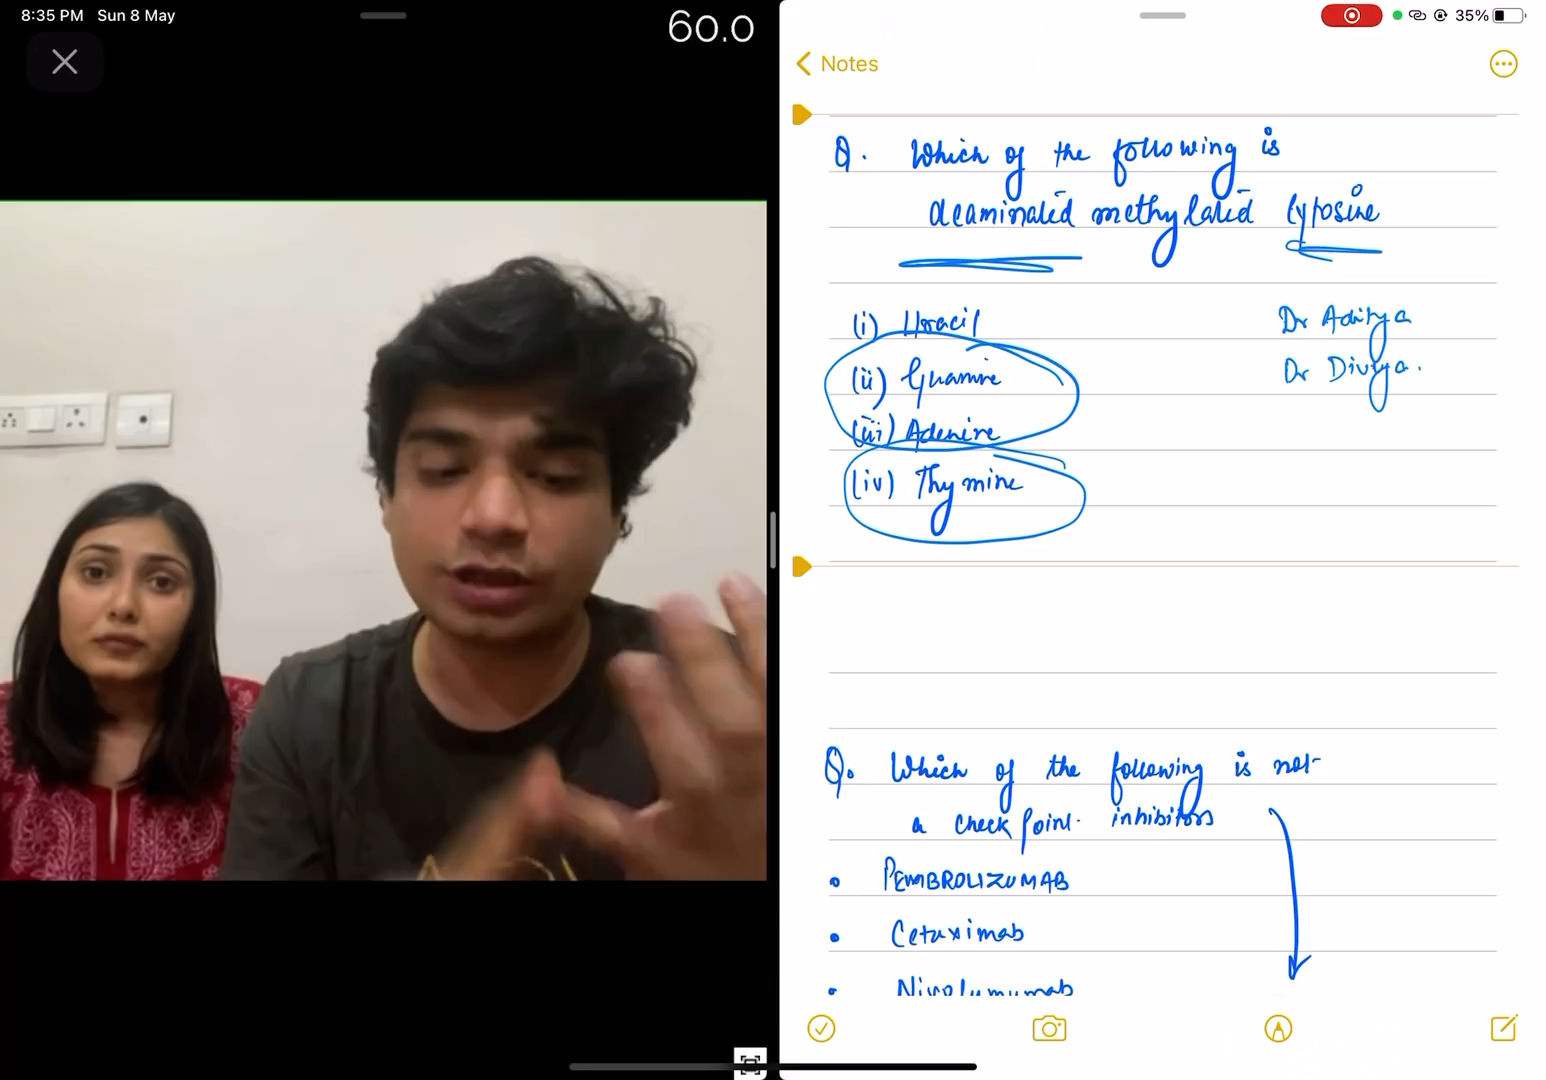 8:35 PM Sun 8 May
60.0
35%
Notes
Q. Which of the following is
deaminated methylated Cytosine
(i) Uracil
Dr Aditya
(ii) Guanine
Dr Divya.
(iii) Adenine
(iv) Thymine
Q. Which of the following is not
a check point inhibitors
• PEMBROLIZUMAB
• Cetuximab
• Nivolumumab